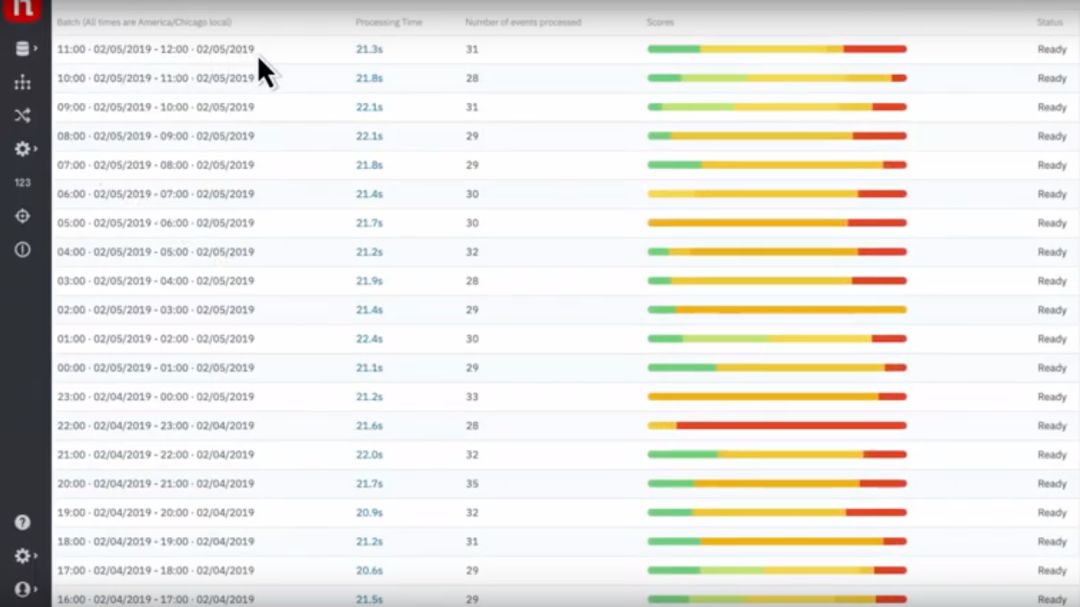 Batch (All times are America/Chicago local) Processing Time Number of events processed Scores Status
11:00 · 02/05/2019 - 12:00 · 02/05/2019 21.3s 31 Ready
10:00 · 02/05/2019 - 11:00 · 02/05/2019 21.8s 28 Ready
09:00 · 02/05/2019 - 10:00 · 02/05/2019 22.1s 31 Ready
08:00 · 02/05/2019 - 09:00 · 02/05/2019 22.1s 29 Ready
07:00 · 02/05/2019 - 08:00 · 02/05/2019 21.8s 29 Ready
06:00 · 02/05/2019 - 07:00 · 02/05/2019 21.4s 30 Ready
123
05:00 · 02/05/2019 - 06:00 · 02/05/2019 21.7s 30 Ready
04:00 · 02/05/2019 - 05:00 · 02/05/2019 21.2s 32 Ready
03:00 · 02/05/2019 - 04:00 · 02/05/2019 21.9s 28 Ready
02:00 · 02/05/2019 - 03:00 · 02/05/2019 21.4s 29 Ready
01:00 · 02/05/2019 - 02:00 · 02/05/2019 22.4s 30 Ready
00:00 · 02/05/2019 - 01:00 · 02/05/2019 21.1s 29 Ready
23:00 · 02/04/2019 - 00:00 · 02/05/2019 21.2s 33 Ready
22:00 · 02/04/2019 - 23:00 · 02/04/2019 21.6s 28 Ready
21:00 · 02/04/2019 - 22:00 · 02/04/2019 22.0s 32 Ready
20:00 · 02/04/2019 - 21:00 · 02/04/2019 21.7s 35 Ready
19:00 · 02/04/2019 - 20:00 · 02/04/2019 20.9s 32 Ready
18:00 · 02/04/2019 - 19:00 · 02/04/2019 21.2s 31 Ready
17:00 · 02/04/2019 - 18:00 · 02/04/2019 20.6s 29 Ready
16:00 · 02/04/2019 - 17:00 · 02/04/2019 21.5s 29 Ready